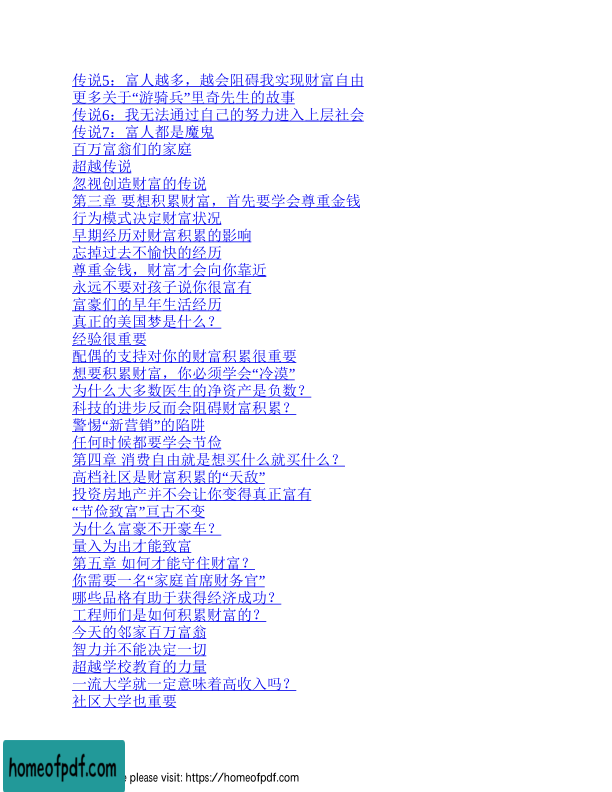 传说5：富人越多，越会阻碍我实现财富自由
更多关于“游骑兵”里奇先生的故事
传说6：我无法通过自己的努力进入上层社会
传说7：富人都是魔鬼
百万富翁们的家庭
超越传说
忽视创造财富的传说
第三章 要想积累财富，首先要学会尊重金钱
行为模式决定财富状况
早期经历对财富积累的影响
忘掉过去不愉快的经历
尊重金钱，财富才会向你靠近
永远不要对孩子说你很富有
富豪们的早年生活经历
真正的美国梦是什么？
经验很重要
配偶的支持对你的财富积累很重要
想要积累财富，你必须学会“冷漠”
为什么大多数医生的净资产是负数？
科技的进步反而会阻碍财富积累？
警惕“新营销”的陷阱
任何时候都要学会节俭
第四章 消费自由就是想买什么就买什么？
高档社区是财富积累的“天敌”
投资房地产并不会让你变得真正富有
“节俭致富”亘古不变
为什么富豪不开豪车？
量入为出才能致富
第五章 如何才能守住财富？
你需要一名“家庭首席财务官”
哪些品格有助于获得经济成功？
工程师们是如何积累财富的？
今天的邻家百万富翁
智力并不能决定一切
超越学校教育的力量
一流大学就一定意味着高收入吗？
社区大学也重要
homeofpdf.com
e please visit: https://homeofpdf.com